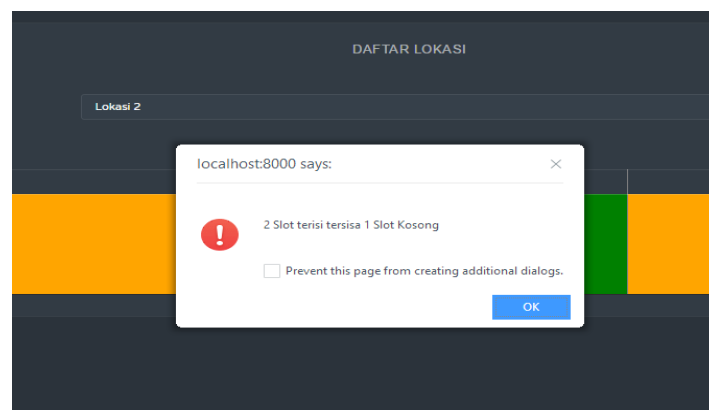 DAFTAR LOKASI
Lokasi 2
localhost:8000 says:
2 Slot terisi tersisa 1 Slot Kosong
Prevent this page from creating additional dialogs.
OK